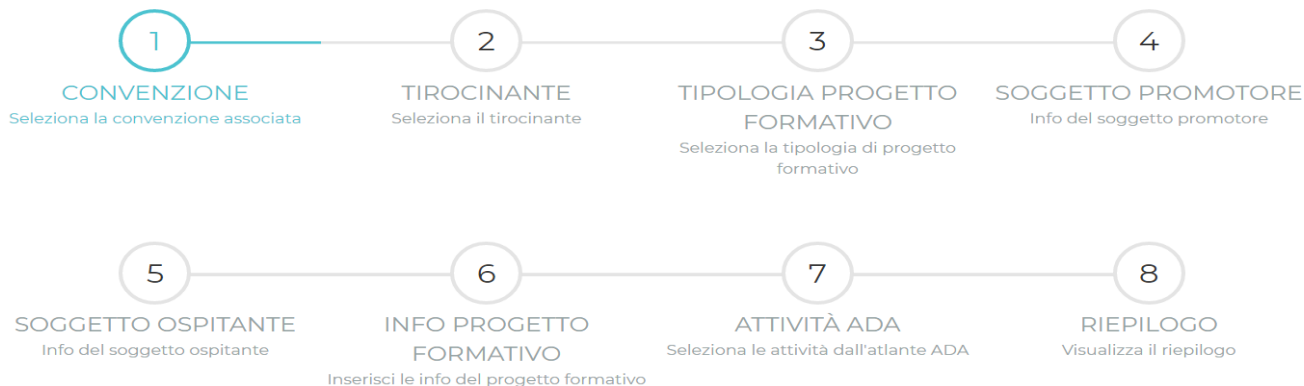 1
2
3
4
CONVENZIONE
Seleziona la convenzione associata
TIROCINANTE
Seleziona il tirocinante
TIPOLOGIA PROGETTO
FORMATIVO
Seleziona la tipologia di progetto
formativo
SOGGETTO PROMOTORE
Info del soggetto promotore
5
6
7
8
SOGGETTO OSPITANTE
Info del soggetto ospitante
INFO PROGETTO
FORMATIVO
Inserisci le info del progetto formativo
ATTIVITÀ ADA
Seleziona le attività dall'atlante ADA
RIEPILOGO
Visualizza il riepilogo